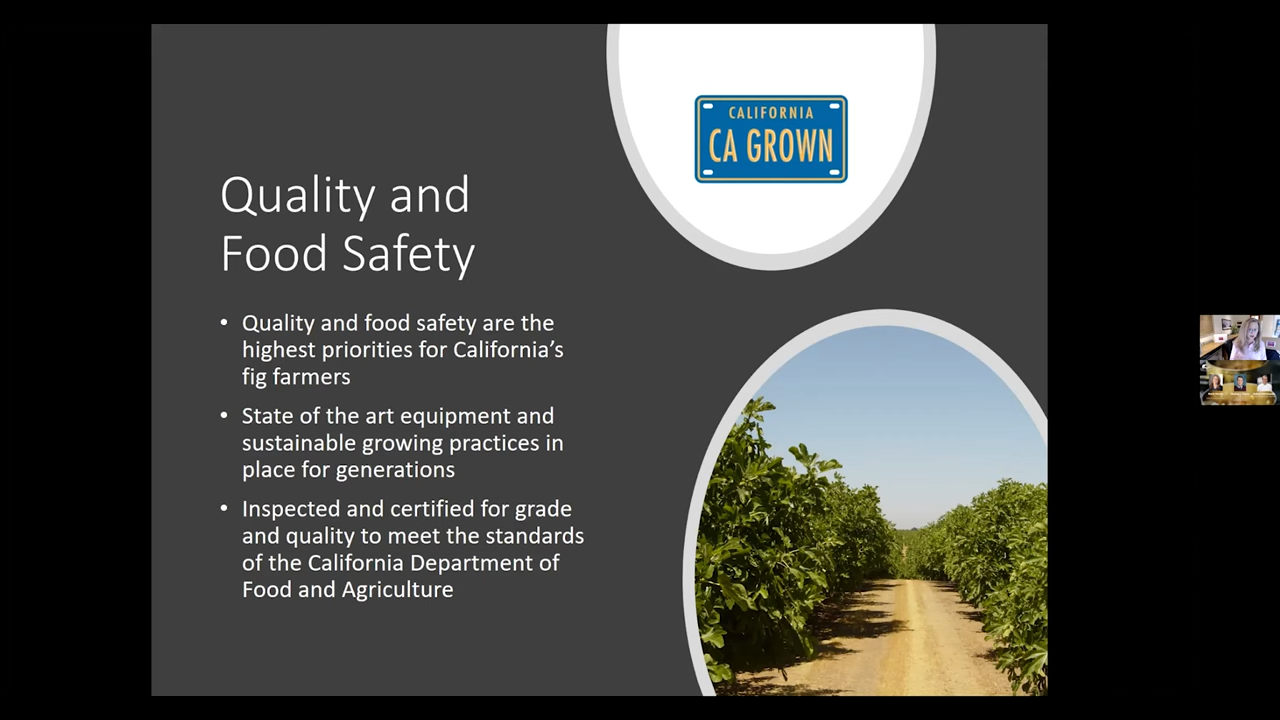 CALIFORNIA
CA GROWN
Quality and
Food Safety
• Quality and food safety are the
highest priorities for California’s
fig farmers
• State of the art equipment and
sustainable growing practices in
place for generations
• Inspected and certified for grade
and quality to meet the standards
of the California Department of
Food and Agriculture